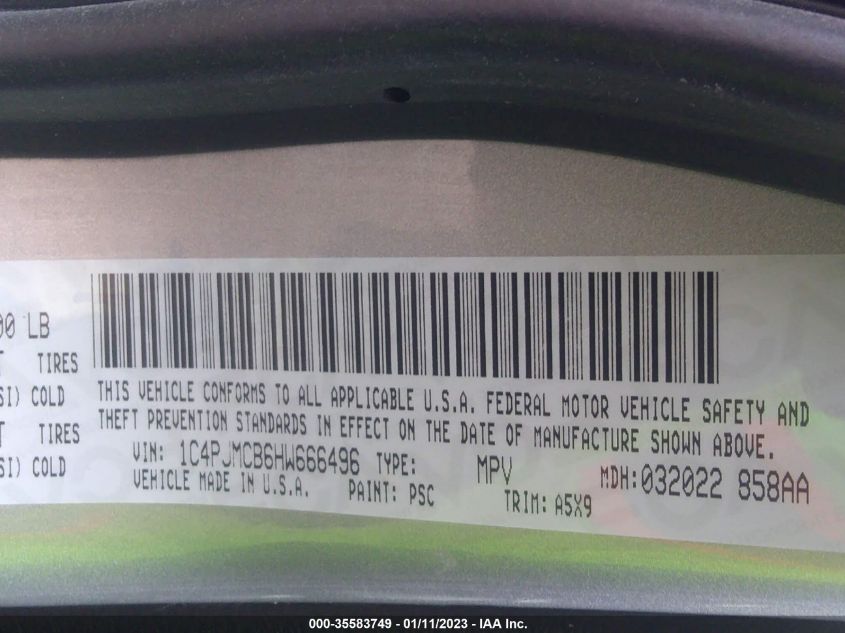 00 LB
T TIRES
SI) COLD
T TIRES
SI) COLD
THIS VEHICLE CONFORMS TO ALL APPLICABLE U.S.A. FEDERAL MOTOR VEHICLE SAFETY AND
THEFT PREVENTION STANDARDS IN EFFECT ON THE DATE OF MANUFACTURE SHOWN ABOVE.
VIN: 1C4PJMCB6HW666496 TYPE: MPV MDH:032022 858AA
VEHICLE MADE IN U.S.A. PAINT: PSC TRIM: A5X9
000-35583749 - 01/11/2023 - IAA Inc.